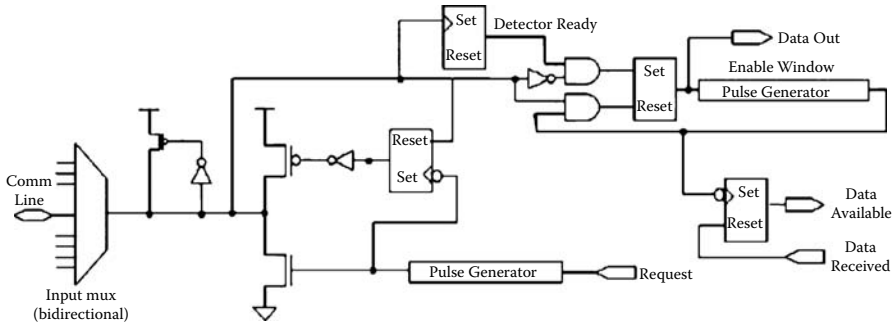 Set
Reset
Detector Ready
Data Out
Set
Reset
Enable Window
Pulse Generator
Reset
Set
Comm
Line
Set
Reset
Data
Available
Data
Received
Pulse Generator
Request
Input mux
(bidirectional)